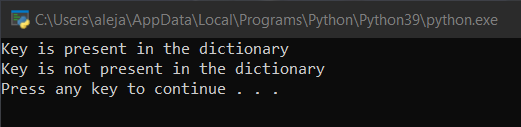 C:\Users\aleja\AppData\Local\Programs\Python\Python39\python.exe
Key is present in the dictionary
Key is not present in the dictionary
Press any key to continue . . .